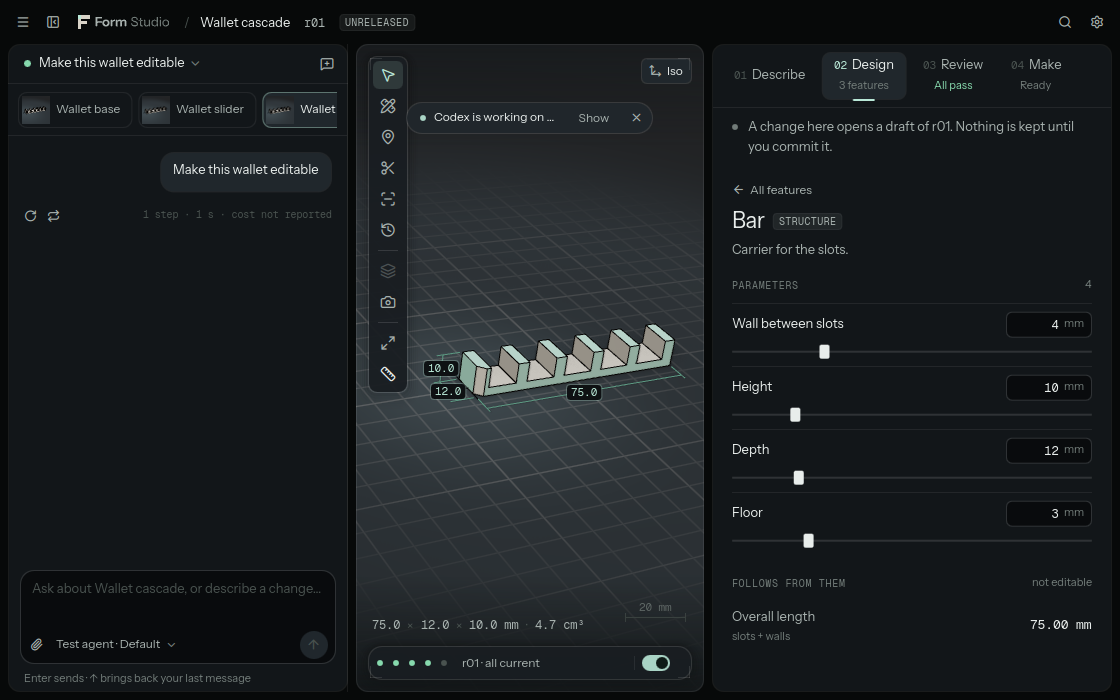 Form Studio / Wallet cascade r01 UNRELEASED
Make this wallet editable
Wallet base
Wallet slider
Wallet
Make this wallet editable
1 step · 1 s · cost not reported
Ask about Wallet cascade, or describe a change...
Test agent · Default
Enter sends · ↑ brings back your last message
Iso
Codex is working on ...
Show
10.0
12.0
75.0
20 mm
75.0 × 12.0 × 10.0 mm · 4.7 cm³
r01 · all current
01 Describe
02 Design
3 features
03 Review
All pass
04 Make
Ready
A change here opens a draft of r01. Nothing is kept until
you commit it.
← All features
Bar STRUCTURE
Carrier for the slots.
PARAMETERS 4
Wall between slots 4 mm
Height 10 mm
Depth 12 mm
Floor 3 mm
FOLLOWS FROM THEM not editable
Overall length
slots + walls
75.00 mm